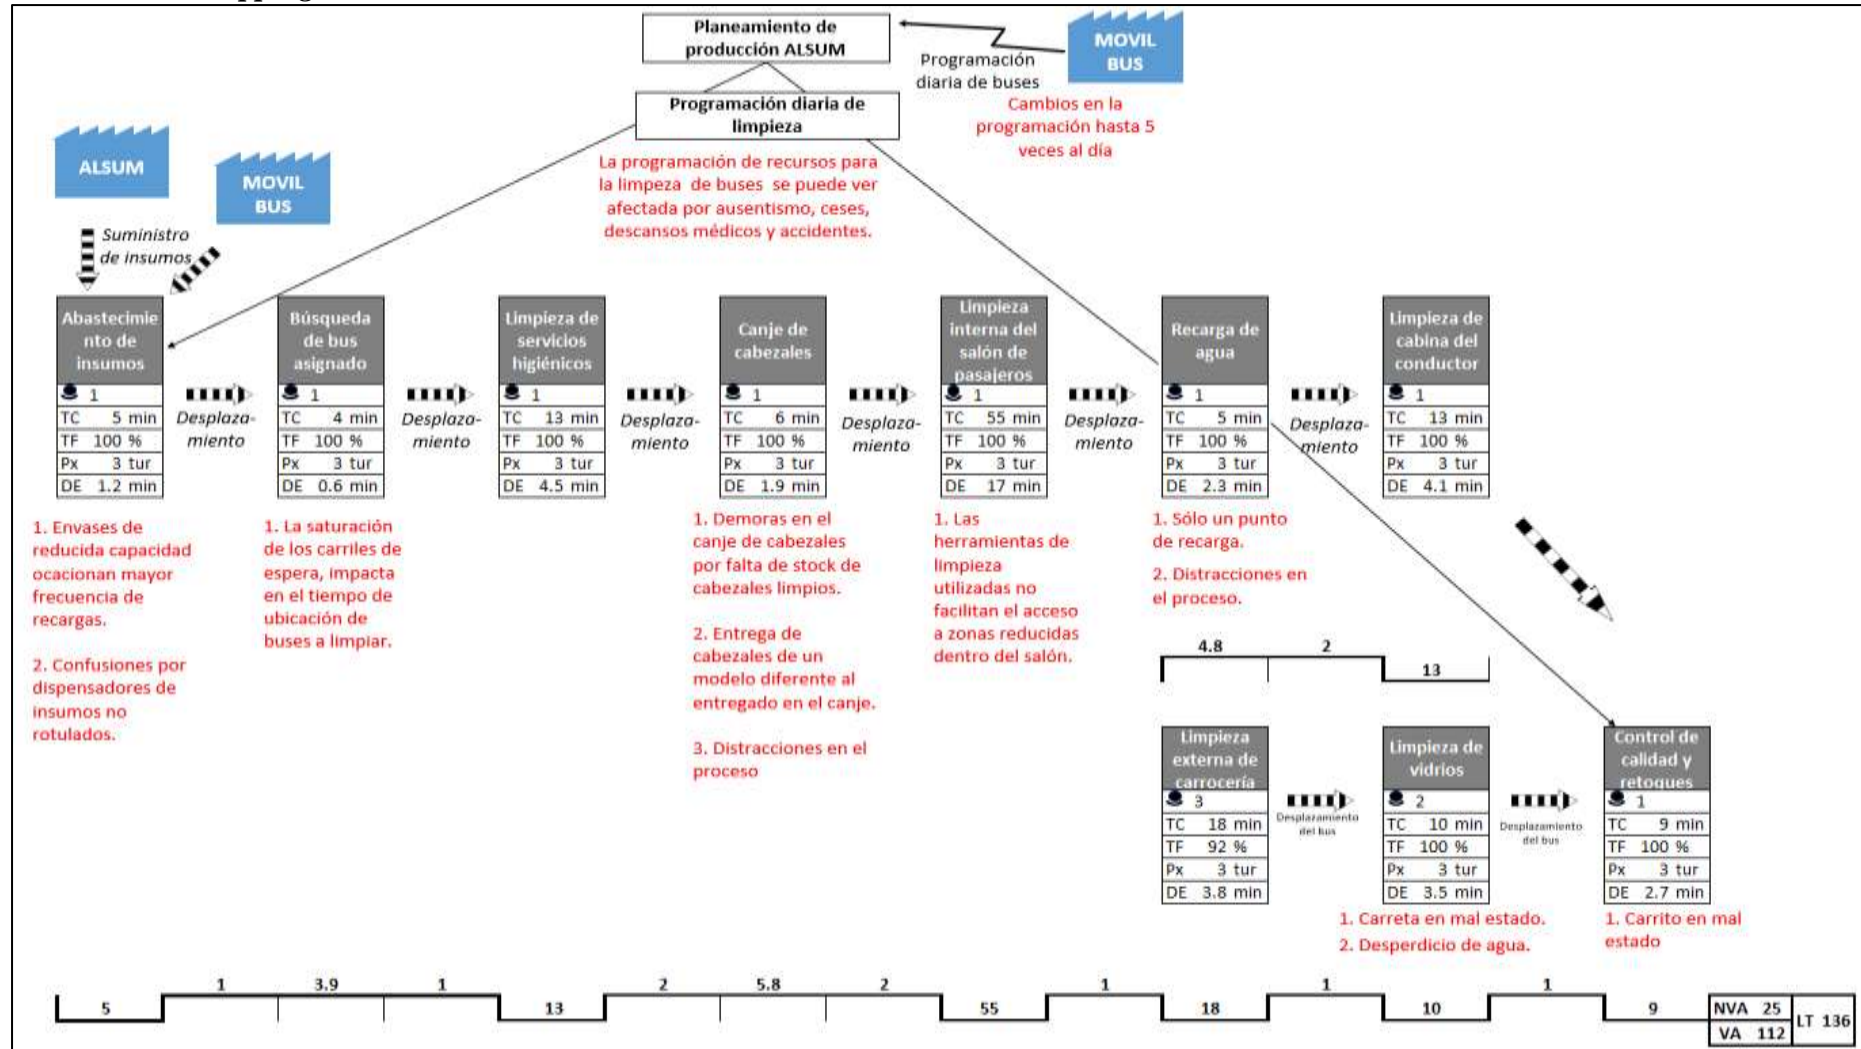 Planeamiento de
producción ALSUM
MOVIL
BUS
Programación
diaria de buses
Programación diaria de
limpieza
Cambios en la
programación hasta 5
veces al día
La programación de recursos para
la limpeza de buses se puede ver
afectada por ausentismo, ceses,
descansos médicos y accidentes.
ALSUM
MOVIL
BUS
Suministro
de insumos
Abastecimie
nto de
insumos
1
TC 5 min
TF 100 %
Px 3 tur
DE 1.2 min
Desplaza-
miento
Búsqueda
de bus
asignado
1
TC 4 min
TF 100 %
Px 3 tur
DE 0.6 min
Desplaza-
miento
Limpieza de
servicios
higiénicos
1
TC 13 min
TF 100 %
Px 3 tur
DE 4.5 min
Desplaza-
miento
Canje de
cabezales
1
TC 6 min
TF 100 %
Px 3 tur
DE 1.9 min
Desplaza-
miento
Limpieza
interna del
salón de
pasajeros
1
TC 55 min
TF 100 %
Px 3 tur
DE 17 min
Desplaza-
miento
Recarga de
agua
1
TC 5 min
TF 100 %
Px 3 tur
DE 2.3 min
Desplaza-
miento
Limpieza de
cabina del
conductor
1
TC 13 min
TF 100 %
Px 3 tur
DE 4.1 min
1. Envases de
reducida capacidad
ocacionan mayor
frecuencia de
recargas.
2. Confusiones por
dispensadores de
insumos no
rotulados.
1. La saturación
de los carriles de
espera, impacta
en el tiempo de
ubicación de
buses a limpiar.
1. Demoras en el
canje de cabezales
por falta de stock de
cabezales limpios.
2. Entrega de
cabezales de un
modelo diferente al
entregado en el canje.
3. Distracciones en el
proceso
1. Las
herramientas de
limpieza
utilizadas no
facilitan el acceso
a zonas reducidas
dentro del salón.
1. Sólo un punto
de recarga.
2. Distracciones en
el proceso.
4.8
2
13
Limpieza
externa de
carrocería
3
TC 18 min
TF 92 %
Px 3 tur
DE 3.8 min
Desplazamiento
del bus
Limpieza de
vidrios
2
TC 10 min
TF 100 %
Px 3 tur
DE 3.5 min
Desplazamiento
del bus
Control de
calidad y
retoques
1
TC 9 min
TF 100 %
Px 3 tur
DE 2.7 min
1. Carreta en mal estado.
2. Desperdicio de agua.
1. Carrito en mal
estado
5
1
3.9
1
13
2
5.8
2
55
1
18
1
10
1
9
NVA 25
VA 112
LT 136